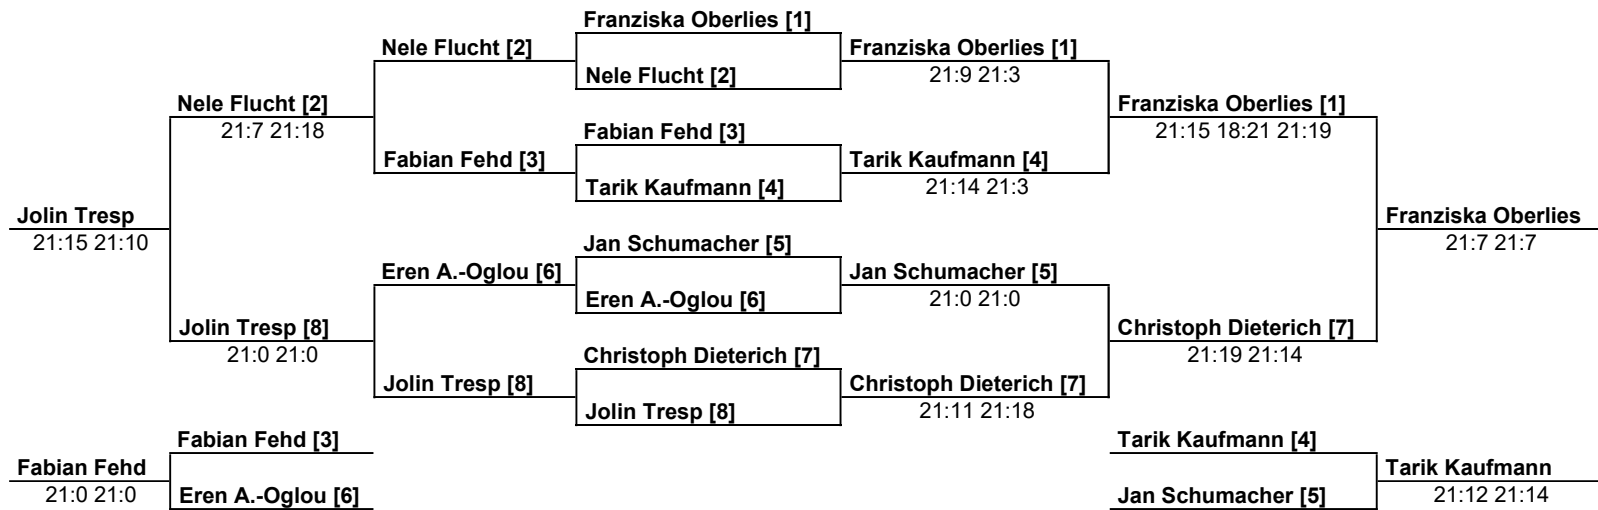 Franziska Oberlies [1]
Nele Flucht [2] Franziska Oberlies [1]
Nele Flucht [2] 21:9 21:3
Nele Flucht [2] Franziska Oberlies [1]
21:7 21:18 Fabian Fehd [3] 21:15 18:21 21:19
Fabian Fehd [3] Tarik Kaufmann [4]
Tarik Kaufmann [4] 21:14 21:3
Jolin Tresp Franziska Oberlies
21:15 21:10 Jan Schumacher [5] 21:7 21:7
Eren A.-Oglou [6] Jan Schumacher [5]
Eren A.-Oglou [6] 21:0 21:0
Jolin Tresp [8] Christoph Dieterich [7]
21:0 21:0 Christoph Dieterich [7] 21:19 21:14
Jolin Tresp [8] Christoph Dieterich [7]
Jolin Tresp [8] 21:11 21:18
Fabian Fehd [3] Tarik Kaufmann [4]
Fabian Fehd Tarik Kaufmann
21:0 21:0 Eren A.-Oglou [6] Jan Schumacher [5] 21:12 21:14